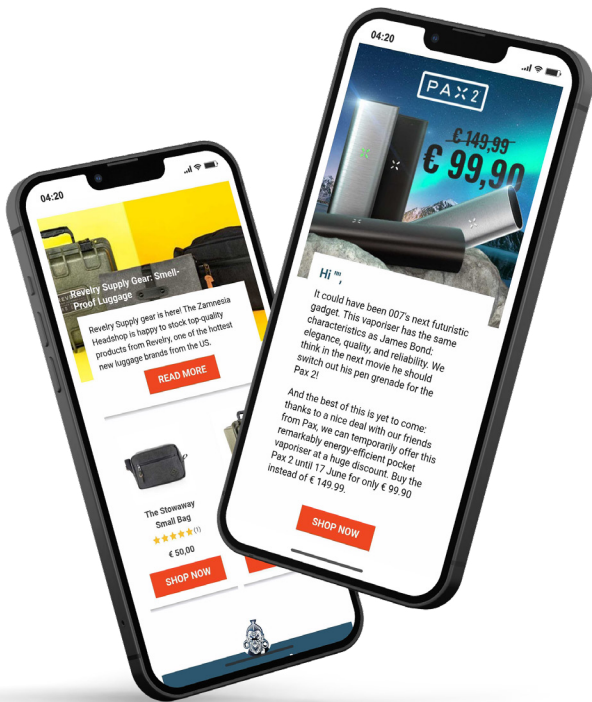 04:20
Revelry Supply Gear: Smell-
Proof Luggage
Revelry Supply gear is here! The Zamnesia
Headshop is happy to stock top-quality
products from Revelry, one of the hottest
new luggage brands from the US.
READ MORE
The Stowaway
Small Bag
(1)
€ 50,00
SHOP NOW
04:20
PAX 2
€ 149,99
€ 99,90
Hi "",
It could have been 007's next futuristic
gadget. This vaporiser has the same
characteristics as James Bond:
elegance, quality, and reliability. We
think in the next movie he should
switch out his pen grenade for the
Pax 2!
And the best of this is yet to come:
thanks to a nice deal with our friends
from Pax, we can temporarily offer this
remarkably energy-efficient pocket
vaporiser at a huge discount. Buy the
Pax 2 until 17 June for only € 99.90
instead of € 149.99.
SHOP NOW